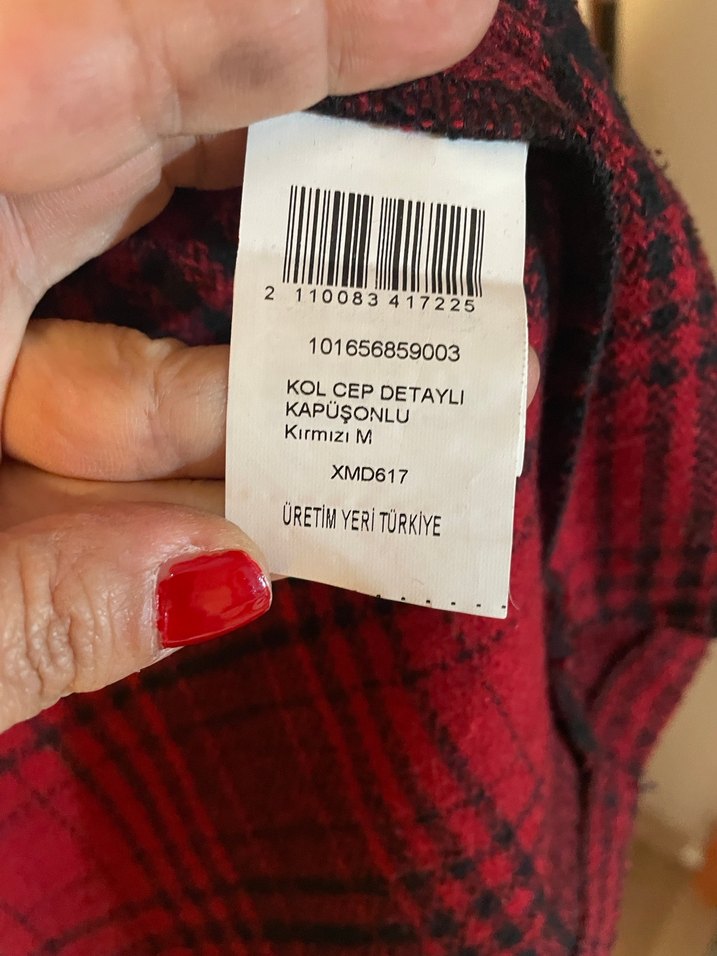 2 110083 417225
101656859003
KOL CEP DETAYLI
KAPÜŞONLU
Kırmızı M
XMD617
ÜRETİM YERİ TÜRKİYE